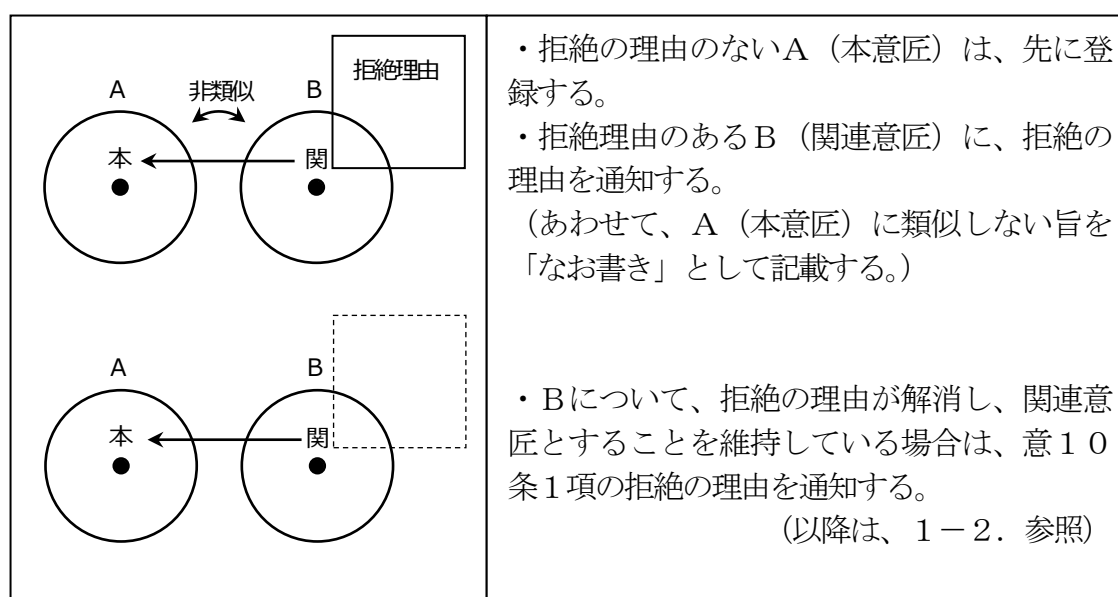 拒絶理由
A
非類似
B
本
関
A
B
本
関
・拒絶の理由のないA（本意匠）は、先に登
録する。
・拒絶理由のあるB（関連意匠）に、拒絶の
理由を通知する。
（あわせて、A（本意匠）に類似しない旨を
「なお書き」として記載する。）
・Bについて、拒絶の理由が解消し、関連意
匠とすることを維持している場合は、意１０
条１項の拒絶の理由を通知する。
（以降は、１－２．参照）